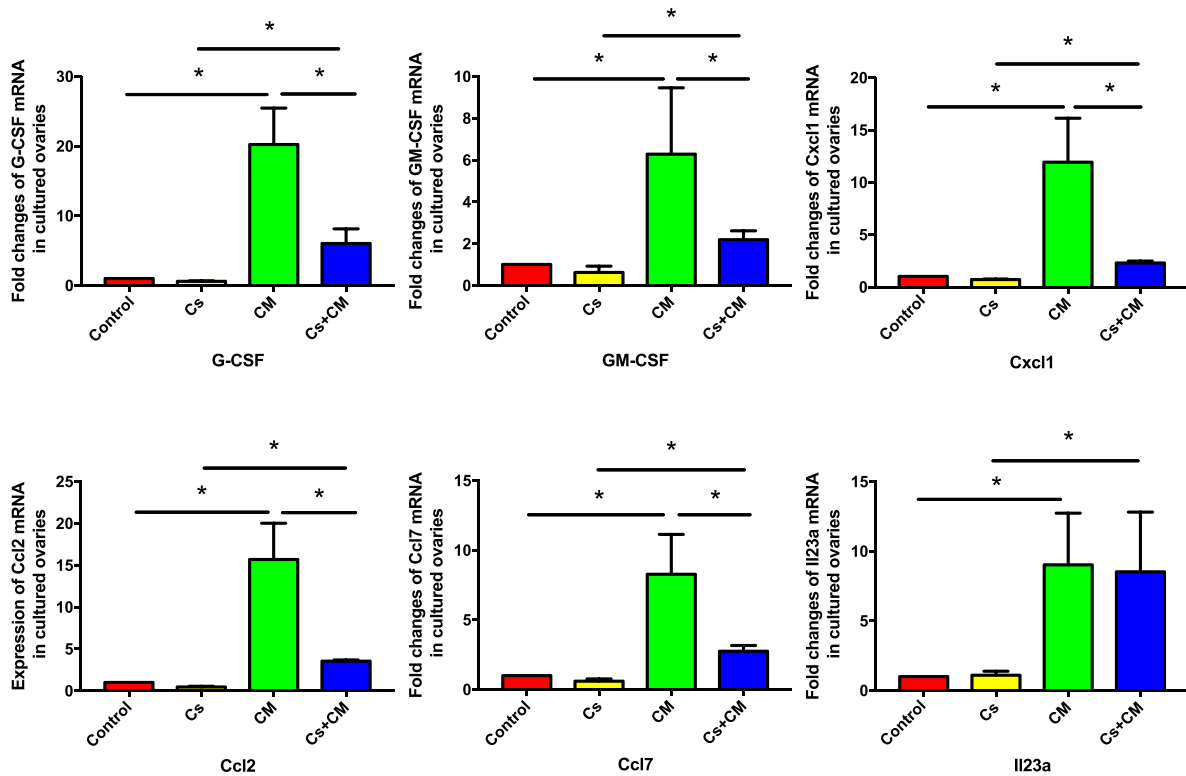 *
*
*
Fold changes of G-CSF mRNA
in cultured ovaries
30
20
10
0
Control
Cs
CM
Cs+CM
G-CSF
*
*
*
Fold changes of GM-CSF mRNA
in cultured ovaries
10
8
6
4
2
0
Control
Cs
CM
Cs+CM
GM-CSF
*
*
*
Fold changes of Cxcl1 mRNA
in cultured ovaries
20
15
10
5
0
Control
Cs
CM
Cs+CM
Cxcl1
*
*
*
Expression of Ccl2 mRNA
in cultured ovaries
25
20
15
10
5
0
Control
Cs
CM
Cs+CM
Ccl2
*
*
*
Fold changes of Ccl7 mRNA
in cultured ovaries
15
10
5
0
Control
Cs
CM
Cs+CM
Ccl7
*
*
Fold changes of Il23a mRNA
in cultured ovaries
15
10
5
0
Control
Cs
CM
Cs+CM
Il23a